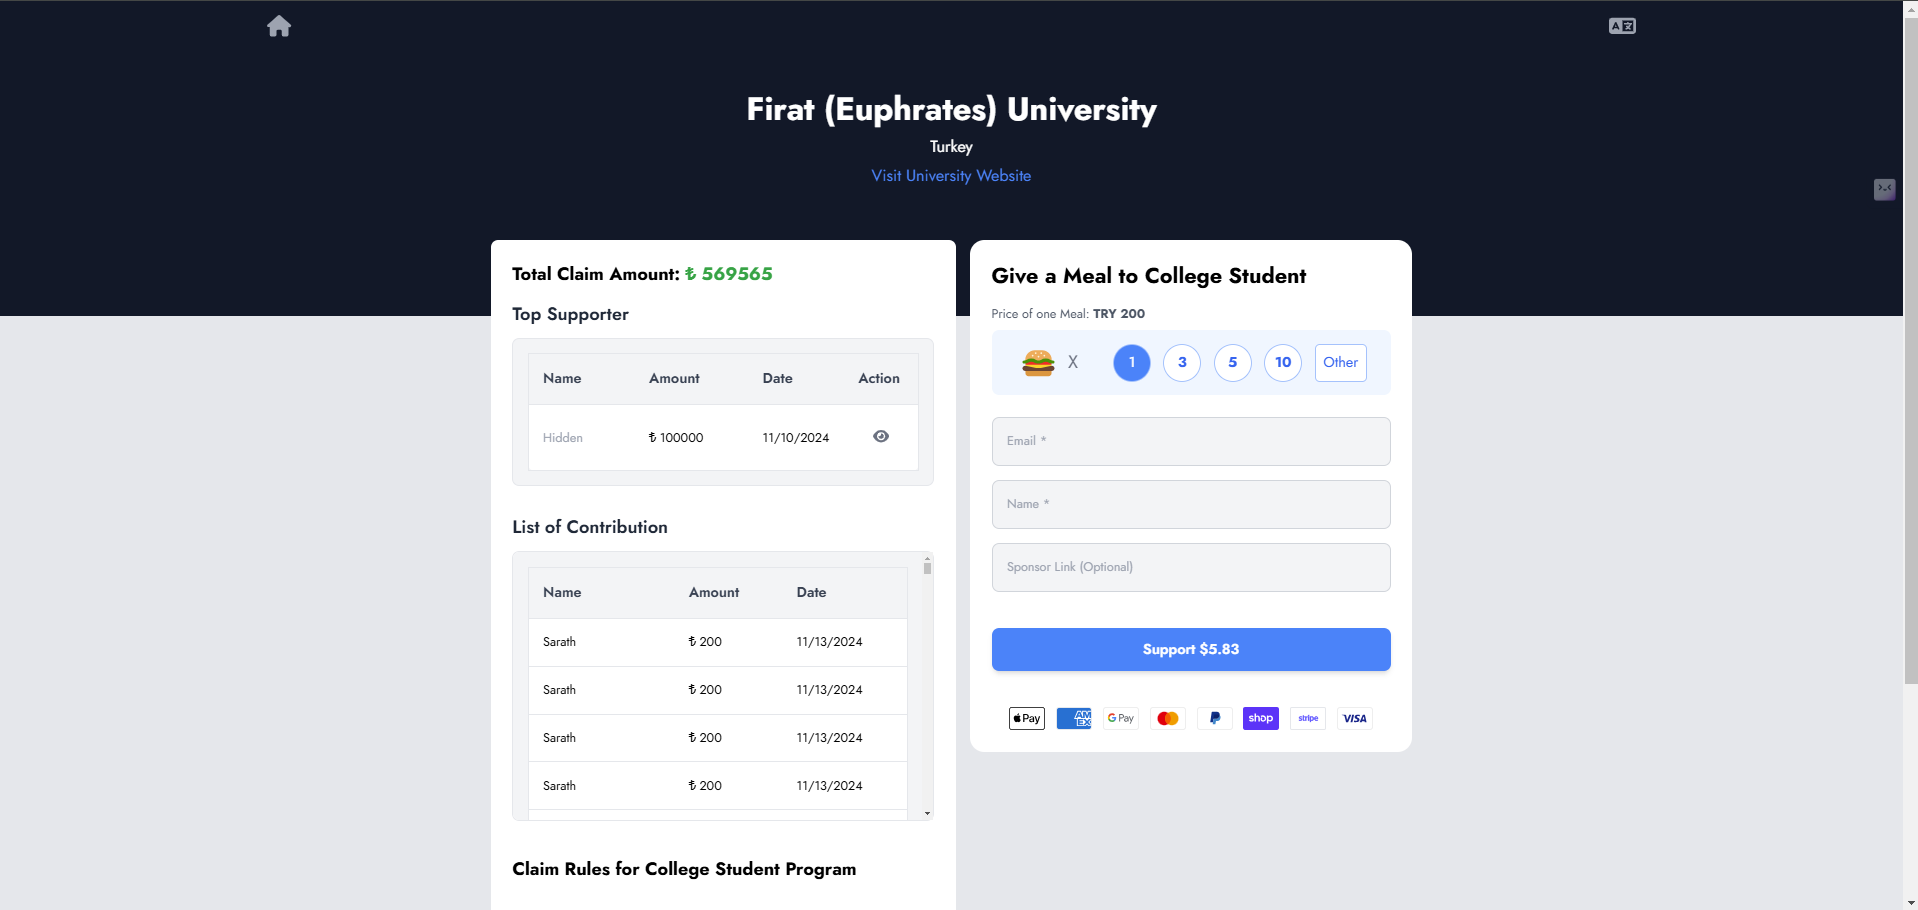 Firat (Euphrates) University
Turkey
Visit University Website
Total Claim Amount: ₺ 569565
Top Supporter
Name Amount Date Action
Hidden ₺ 100000 11/10/2024
List of Contribution
Name Amount Date
Sarath ₺ 200 11/13/2024
Sarath ₺ 200 11/13/2024
Sarath ₺ 200 11/13/2024
Sarath ₺ 200 11/13/2024
Claim Rules for College Student Program
Give a Meal to College Student
Price of one Meal: TRY 200
X 1 3 5 10 Other
Email *
Name *
Sponsor Link (Optional)
Support $5.83
Pay AMEX G Pay shop stripe VISA